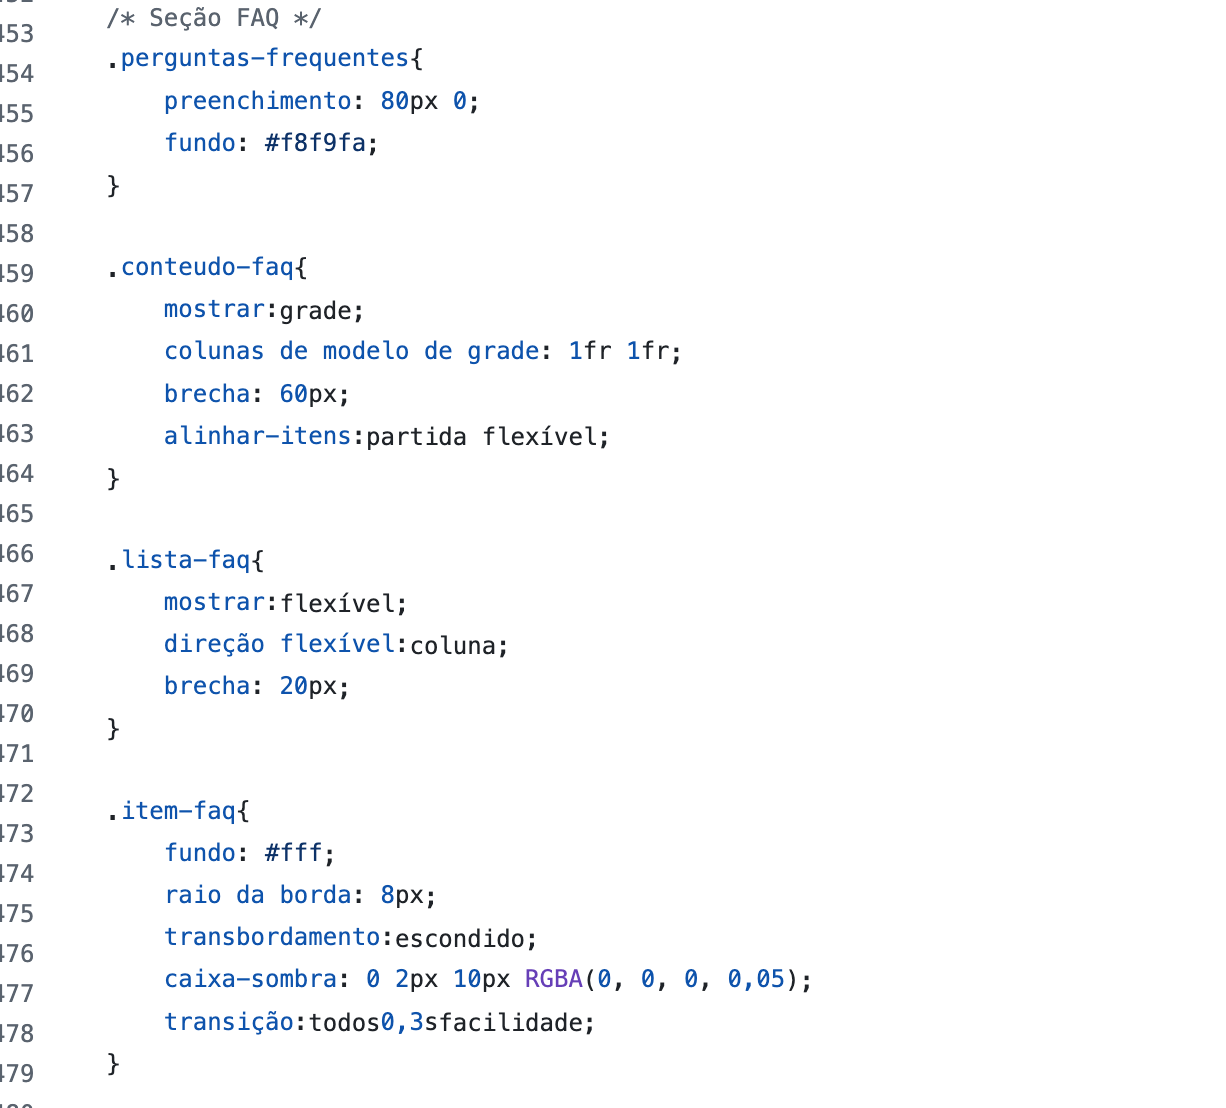 453
/* Seção FAQ */
454
.perguntas-frequentes{
455
preenchimento: 80px 0;
456
fundo: #f8f9fa;
457
}
458
459
.conteudo-faq{
460
mostrar:grade;
461
colunas de modelo de grade: 1fr 1fr;
462
brecha: 60px;
463
alinhar-itens:partida flexível;
464
}
465
466
.lista-faq{
467
mostrar:flexível;
468
direção flexível:coluna;
469
brecha: 20px;
470
}
471
472
.item-faq{
473
fundo: #fff;
474
raio da borda: 8px;
475
transbordamento:escondido;
476
caixa-sombra: 0 2px 10px RGBA(0, 0, 0, 0,05);
477
transição:todos0,3sfacilidade;
478
}
479